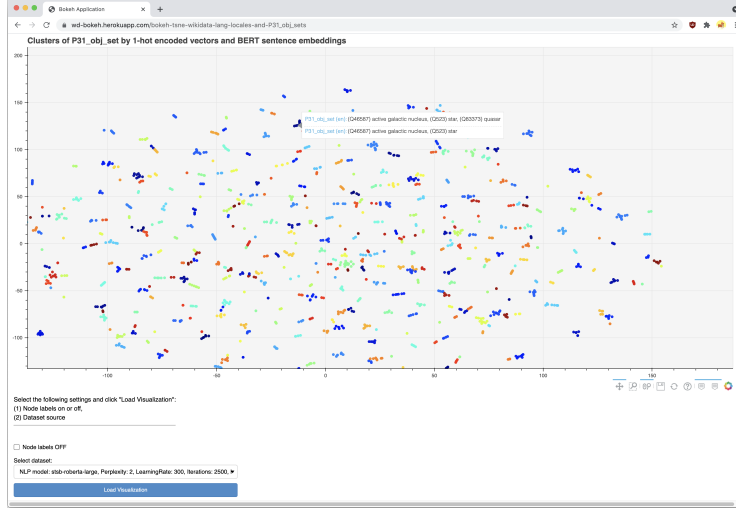 Bokeh Application
wd-bokeh.herokuapp.com/bokeh-tsne-wikidata-lang-locales-and-P31_obj_sets
Clusters of P31_obj_set by 1-hot encoded vectors and BERT sentence embeddings
200
150
P31_obj_set (en): (Q46587) active galactic nucleus, (Q523) star, (Q83373) quasar
P31_obj_set (en): (Q46587) active galactic nucleus, (Q523) star
100
50
0
-50
-100
-100
-50
0
50
100
150
Select the following settings and click "Load Visualization":
(1) Node labels on or off,
(2) Dataset source
Node labels OFF
Select dataset:
NLP model: stsb-roberta-large, Perplexity: 2, LearningRate: 300, Iterations: 2500,
Load Visualization